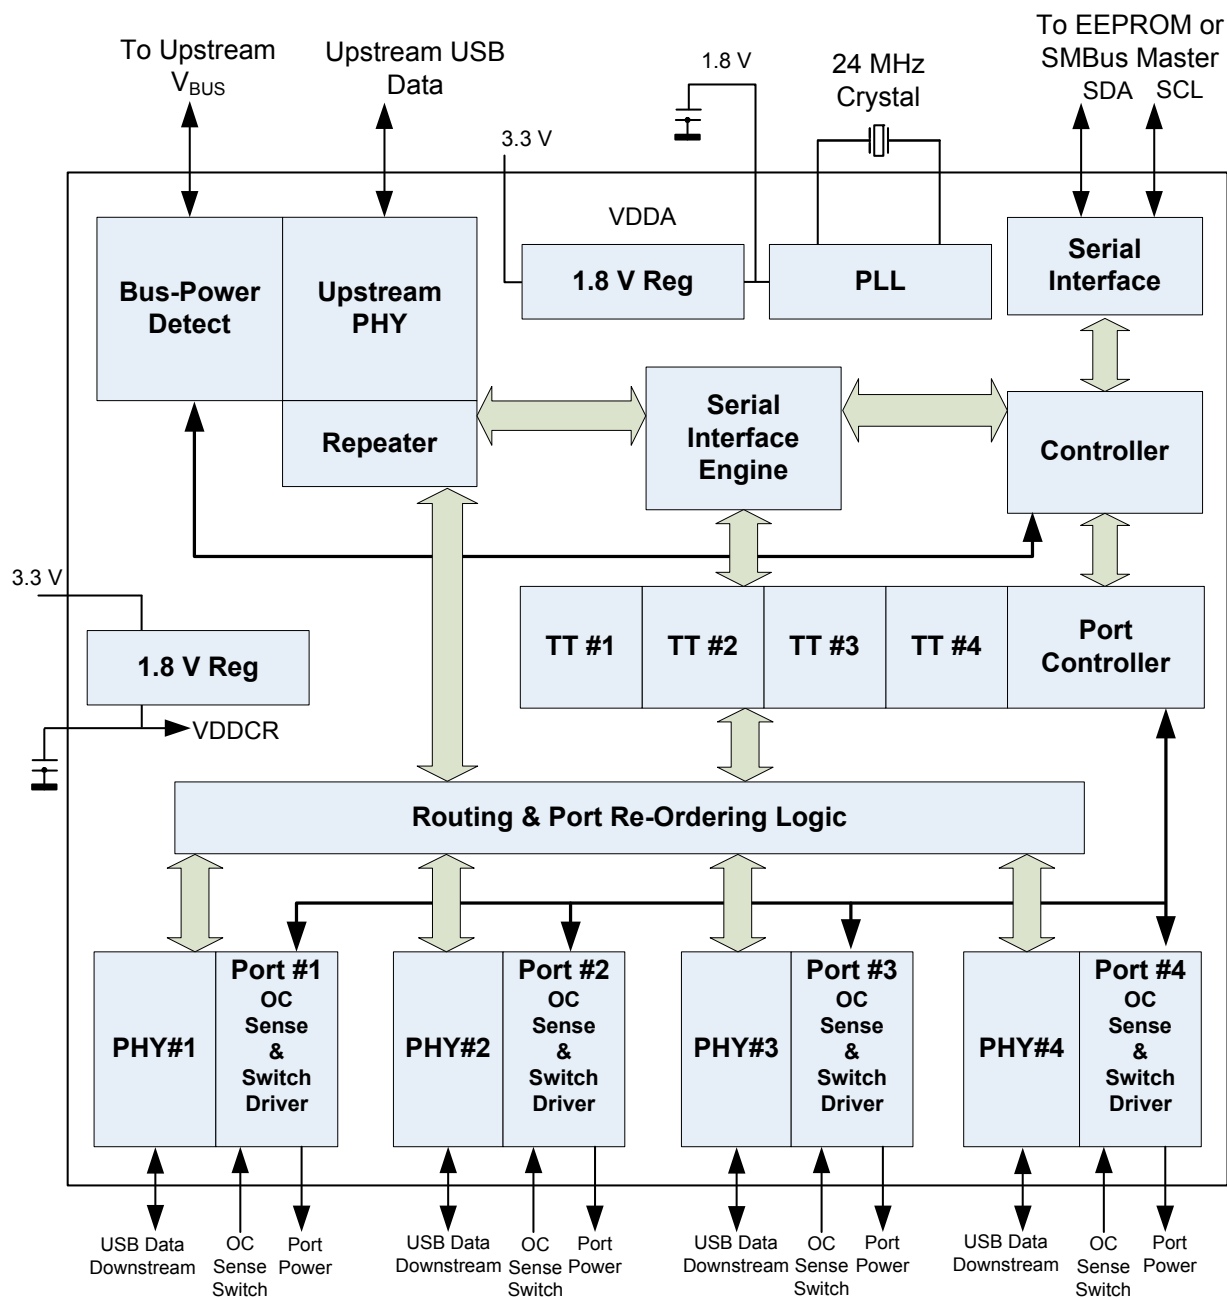 To Upstream
VBUS
Upstream USB
Data
1.8 V
24 MHz
Crystal
To EEPROM or
SMBus Master
SDA
SCL
3.3 V
VDDA
Bus-Power
Detect
Upstream
PHY
1.8 V Reg
PLL
Serial
Interface
Repeater
Serial
Interface
Engine
Controller
3.3 V
1.8 V Reg
VDDCR
TT #1
TT #2
TT #3
TT #4
Port
Controller
Routing & Port Re-Ordering Logic
PHY#1
Port #1
OC
Sense
&
Switch
Driver
PHY#2
Port #2
OC
Sense
&
Switch
Driver
PHY#3
Port #3
OC
Sense
&
Switch
Driver
PHY#4
Port #4
OC
Sense
&
Switch
Driver
USB Data
Downstream
OC
Sense
Switch
Port
Power
USB Data
Downstream
OC
Sense
Switch
Port
Power
USB Data
Downstream
OC
Sense
Switch
Port
Power
USB Data
Downstream
OC
Sense
Switch
Port
Power